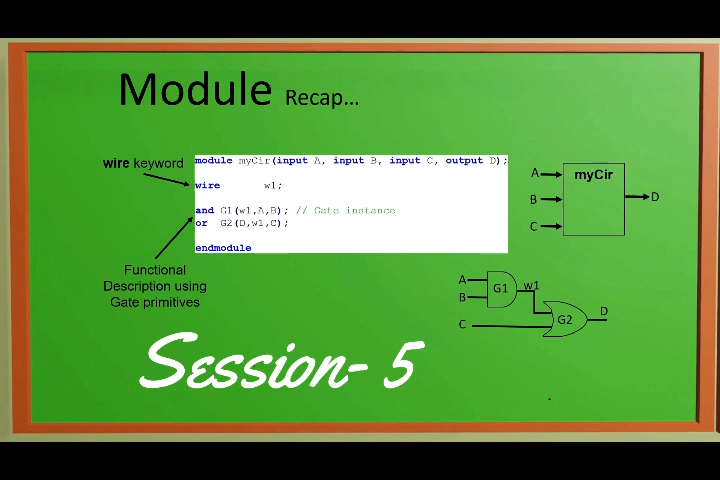 Module Recap...
wire keyword
module myCir(input A, input B, input C, output D);
wire w1;
and G1(w1,A,B); // Gate instance
or G2(D,w1,C);
endmodule
Functional
Description using
Gate primitives
A
B
C
myCir
D
A
B
C
G1
w1
G2
D
Session- 5